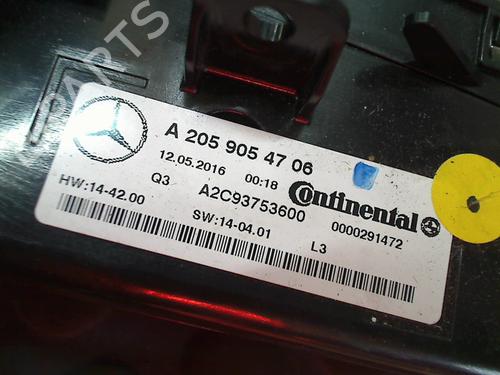 PARTS
A 205 905 47 06
12.05.2016 00:18
Q3 A2C93753600
Continental
0000291472
HW:14-42.00
SW:14-04.01
L3